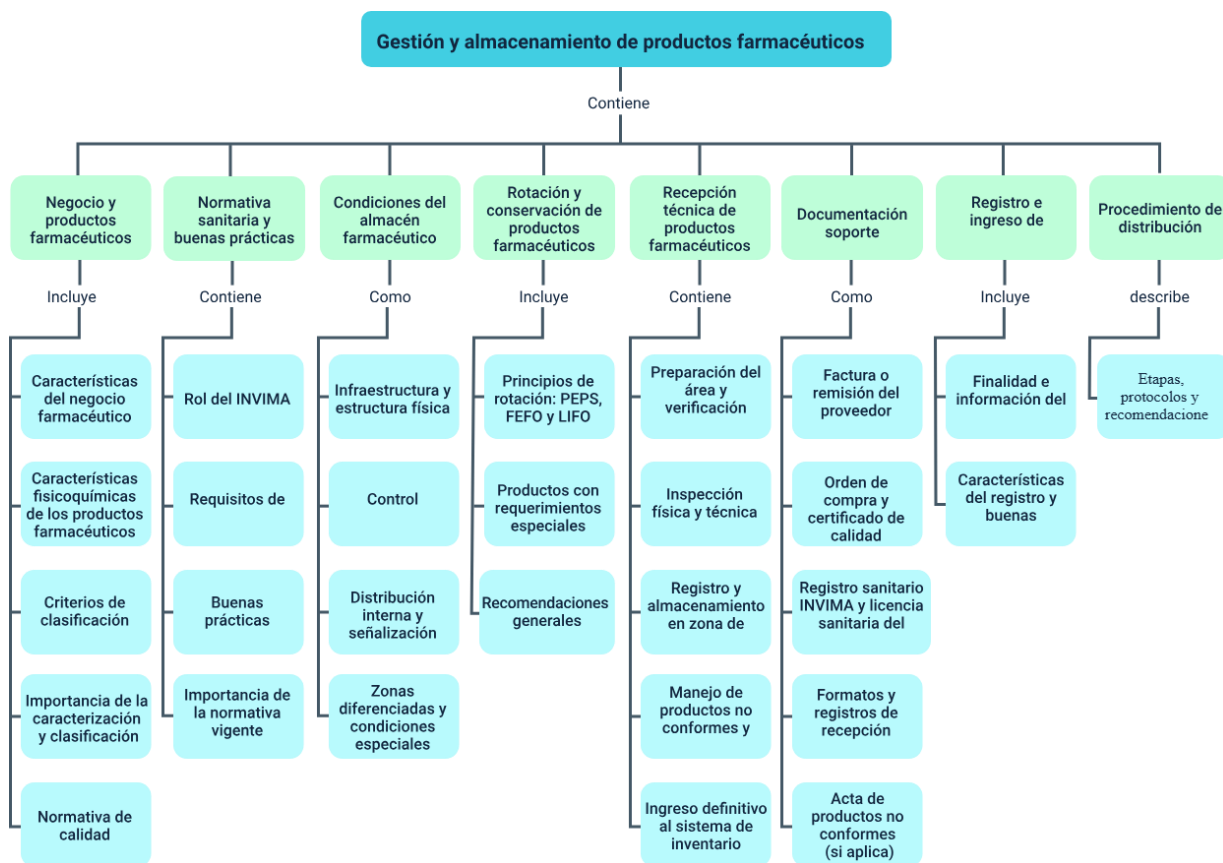 Gestión y almacenamiento de productos farmacéuticos
Contiene
Negocio y
productos
farmacéuticos
Normativa
sanitaria y
buenas prácticas
Condiciones del
almacén
farmacéutico
Rotación y
conservación de
productos
farmacéuticos
Recepción
técnica de
productos
farmacéuticos
Documentación
soporte
Registro e
ingreso de
Procedimiento de
distribución
Incluye
Contiene
Como
Incluye
Contiene
Como
Incluye
describe
Características
del negocio
farmacéutico
Características
fisicoquímicas
de los productos
farmacéuticos
Criterios de
clasificación
Importancia de la
caracterización
y clasificación
Normativa de
calidad
Rol del INVIMA
Requisitos de
Buenas
prácticas
Importancia de
la normativa
vigente
Infraestructura y
estructura física
Control
Distribución
interna y
señalización
Zonas
diferenciadas y
condiciones
especiales
Principios de
rotación: PEPS,
FEFO y LIFO
Productos con
requerimientos
especiales
Recomendaciones
generales
Preparación del
área y
verificación
Inspección
física y técnica
Registro y
almacenamiento
en zona de
Manejo de
productos no
conformes y
Ingreso definitivo
al sistema de
inventario
Factura o
remisión del
proveedor
Orden de
compra y
certificado de
calidad
Registro sanitario
INVIMA y licencia
sanitaria del
Formatos y
registros de
recepción
Acta de
productos no
conformes
(si aplica)
Finalidad e
información del
Características
del registro y
buenas
Etapas,
protocolos y
recomendacione